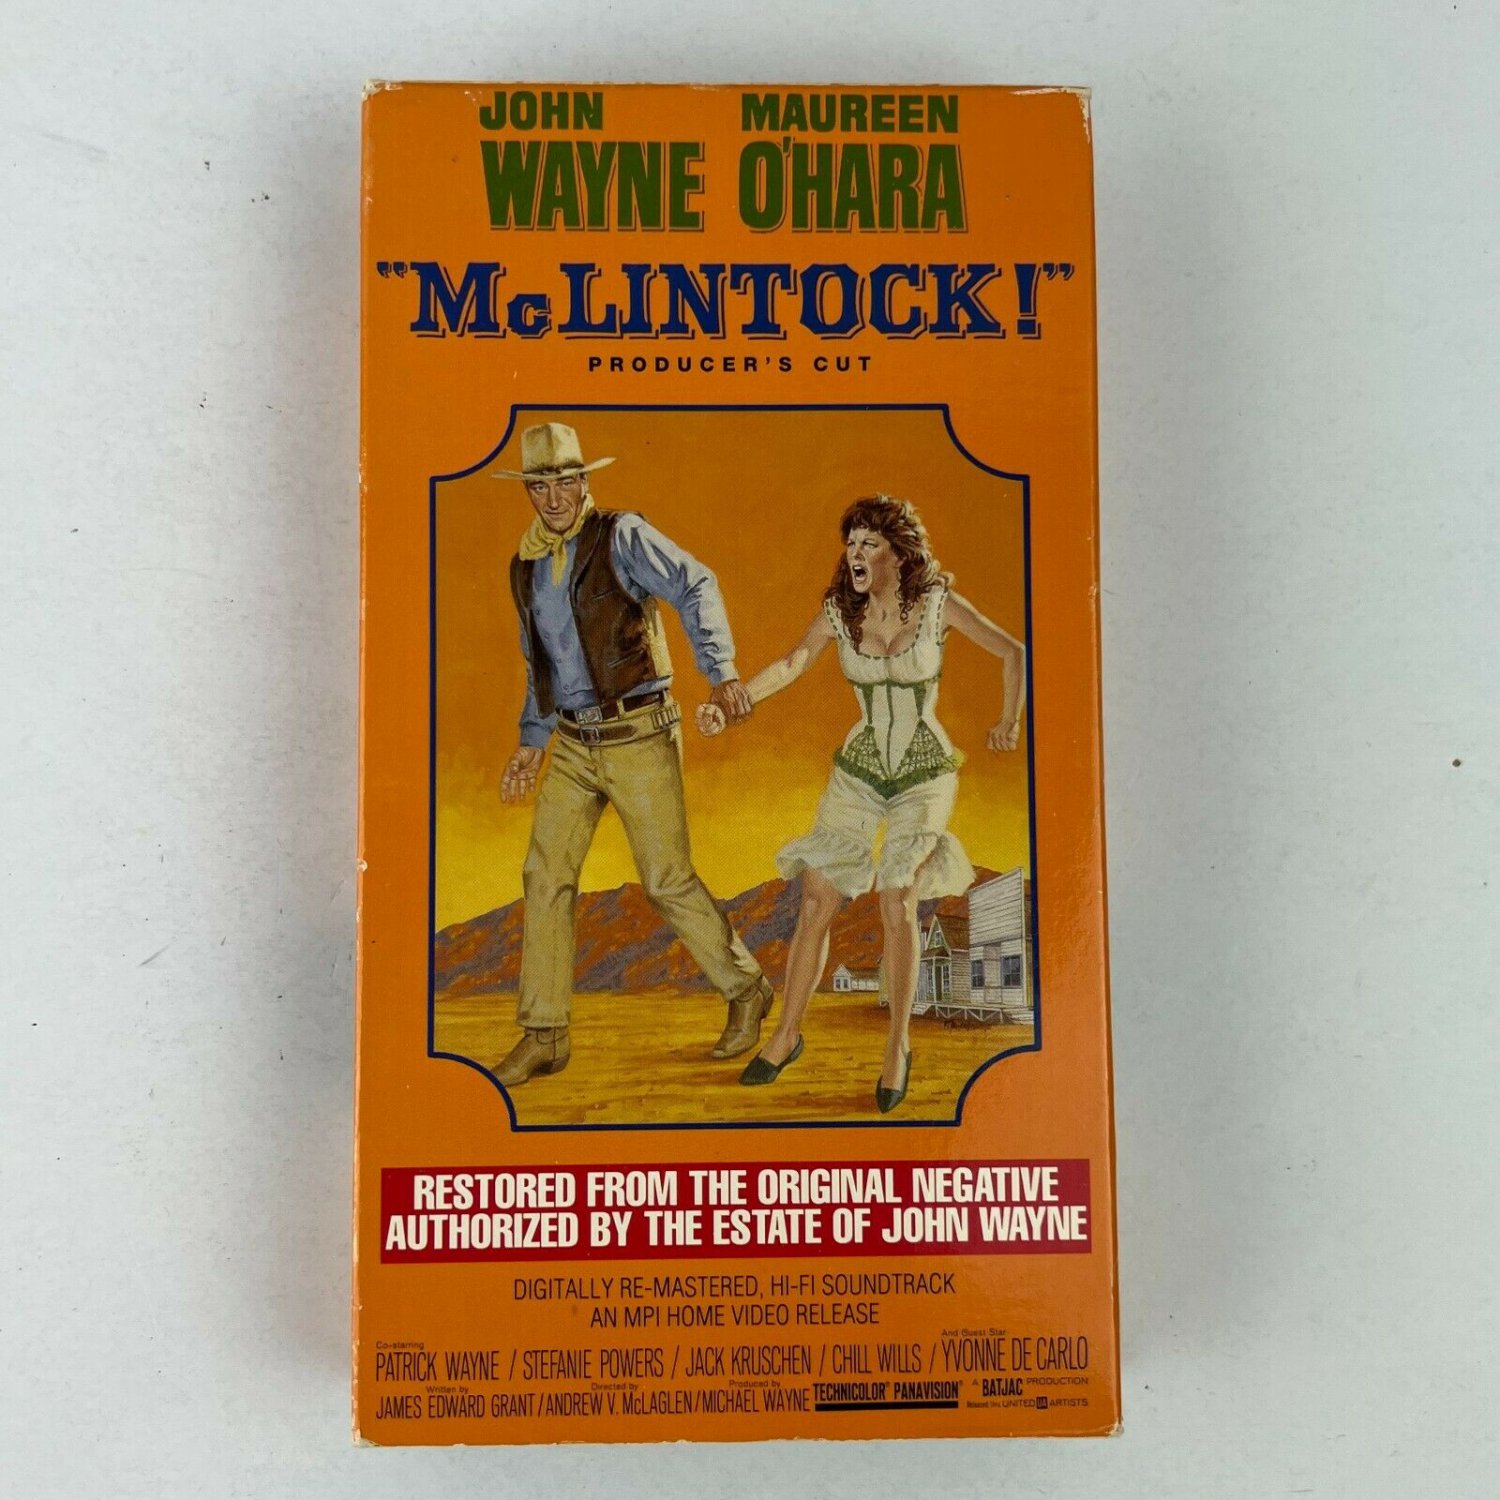 JOHN MAUREEN
WAYNE O'HARA
"McLINTOCK!"
PRODUCER'S CUT
RESTORED FROM THE ORIGINAL NEGATIVE
AUTHORIZED BY THE ESTATE OF JOHN WAYNE
DIGITALLY RE-MASTERED, HI-FI SOUNDTRACK
AN MPI HOME VIDEO RELEASE
Co-starring And Guest Star
PATRICK WAYNE / STEFANIE POWERS / JACK KRUSCHEN / CHILL WILLS / YVONNE DE CARLO
Written by Directed by Produced by
JAMES EDWARD GRANT / ANDREW V. McLAGLEN / MICHAEL WAYNE TECHNICOLOR® PANAVISION® A BATJAC PRODUCTION
Released thru UNITED UA ARTISTS